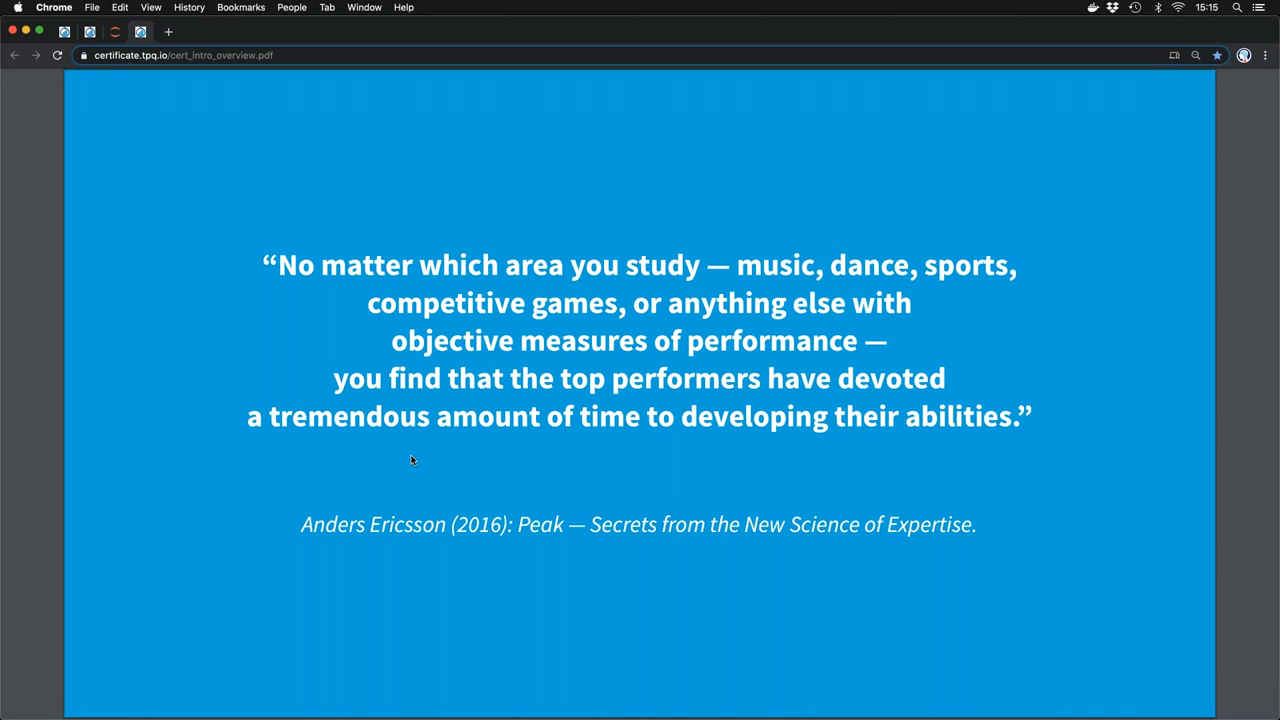 Chrome File Edit View History Bookmarks People Tab Window Help 15:15
certificate.tpq.io/cert_intro_overview.pdf
“No matter which area you study — music, dance, sports,
competitive games, or anything else with
objective measures of performance —
you find that the top performers have devoted
a tremendous amount of time to developing their abilities.”
Anders Ericsson (2016): Peak — Secrets from the New Science of Expertise.